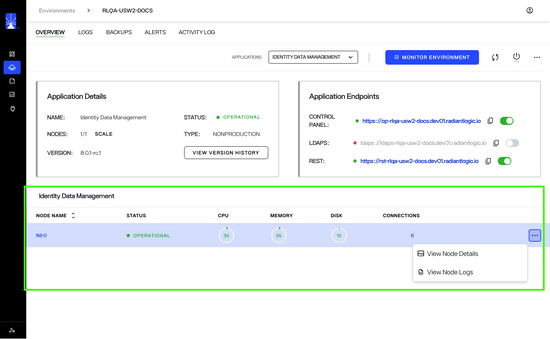 Environments > RLQA-USW2-DOCS
OVERVIEW LOGS BACKUPS ALERTS ACTIVITY LOG
APPLICATIONS IDENTITY DATA MANAGEMENT MONITOR ENVIRONMENT
Application Details
NAME: Identity Data Management STATUS: OPERATIONAL
NODES: 1/1 SCALE TYPE: NONPRODUCTION
VERSION: 8.0.1-rc.1 VIEW VERSION HISTORY
Application Endpoints
CONTROL PANEL: https://cp-rlqa-usw2-docs.dev01.radiantlogic.io
LDAPS: ldaps://ldaps-rlqa-usw2-docs.dev01.radiantlogic.io
REST: https://rst-rlqa-usw2-docs.dev01.radiantlogic.io
Identity Data Management
NODE NAME STATUS CPU MEMORY DISK CONNECTIONS
fid-0 OPERATIONAL 6
View Node Details
View Node Logs